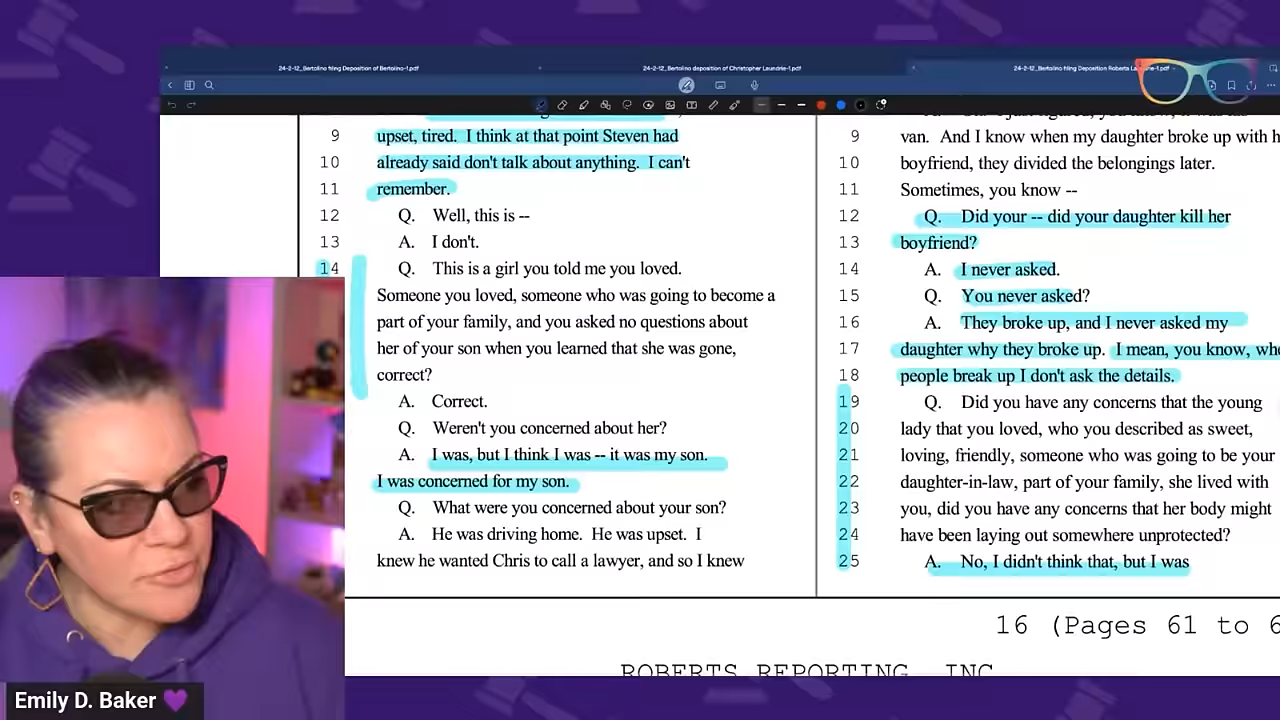 24-2-12_Bertolino filing Deposition of Bertolino-1.pdf
24-2-12_Bertolino deposition of Christopher Laundrie-1.pdf
24-2-12_Bertolino filing Deposition Roberta
9 upset, tired. I think at that point Steven had
10 already said don't talk about anything. I can't
11 remember.
12 Q. Well, this is --
13 A. I don't.
14 Q. This is a girl you told me you loved.
Someone you loved, someone who was going to become a
part of your family, and you asked no questions about
her of your son when you learned that she was gone,
correct?
A. Correct.
Q. Weren't you concerned about her?
A. I was, but I think I was -- it was my son.
I was concerned for my son.
Q. What were you concerned about your son?
A. He was driving home. He was upset. I
knew he wanted Chris to call a lawyer, and so I knew
9 van. And I know when my daughter broke up with h
10 boyfriend, they divided the belongings later.
11 Sometimes, you know --
12 Q. Did your -- did your daughter kill her
13 boyfriend?
14 A. I never asked.
15 Q. You never asked?
16 A. They broke up, and I never asked my
17 daughter why they broke up. I mean, you know, whe
18 people break up I don't ask the details.
19 Q. Did you have any concerns that the young
20 lady that you loved, who you described as sweet,
21 loving, friendly, someone who was going to be your
22 daughter-in-law, part of your family, she lived with
23 you, did you have any concerns that her body might
24 have been laying out somewhere unprotected?
25 A. No, I didn't think that, but I was
16 (Pages 61 to 6
ROBERTS REPORTING, INC
Emily D. Baker 💜